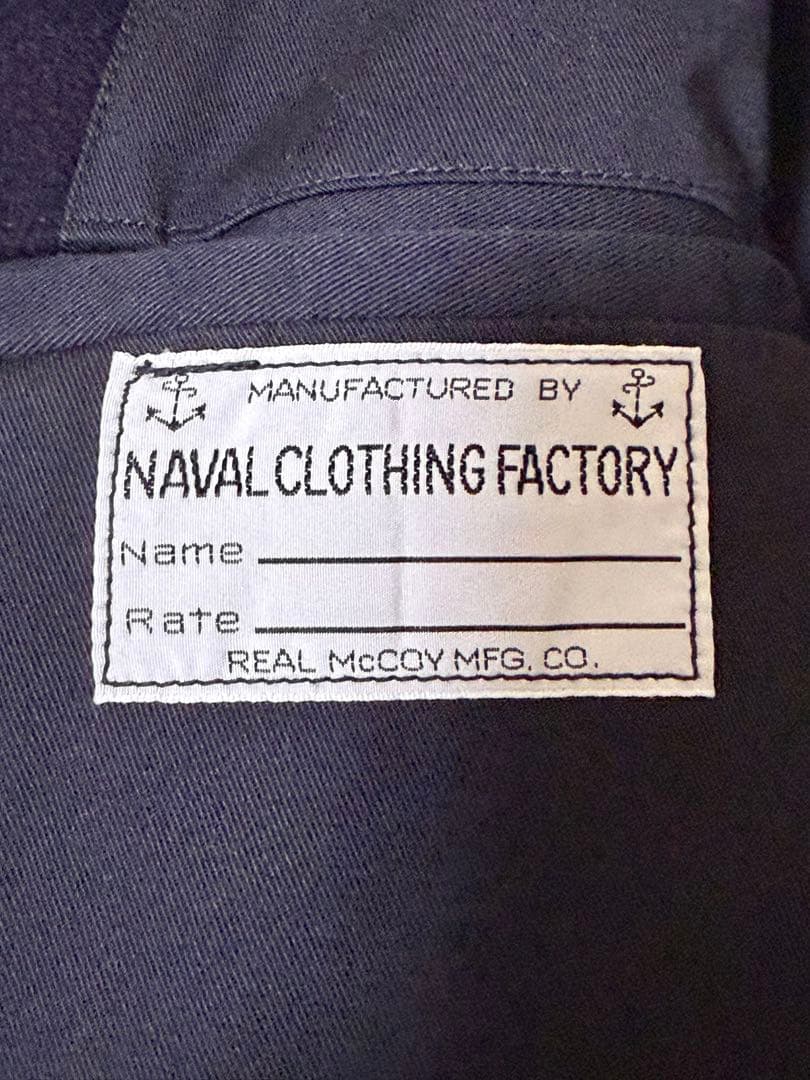 MANUFACTURED BY
NAVAL CLOTHING FACTORY
Name
Rate
REAL McCOY MFG. CO.